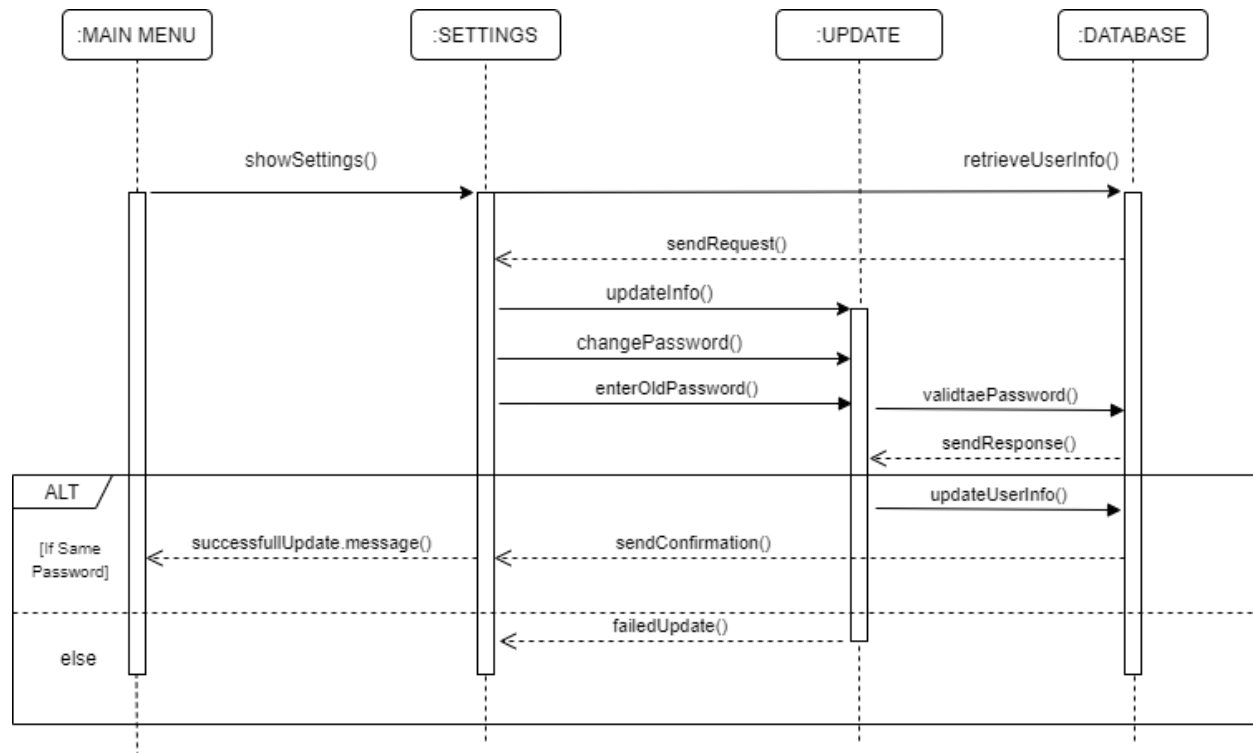 :MAIN MENU
:SETTINGS
:UPDATE
:DATABASE
showSettings()
retrieveUserInfo()
sendRequest()
updateInfo()
changePassword()
enterOldPassword()
validtaePassword()
sendResponse()
ALT
updateUserInfo()
[If Same
Password]
successfullUpdate.message()
sendConfirmation()
failedUpdate()
else